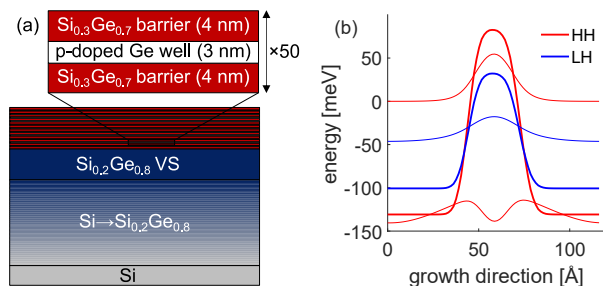 (a)
Si₀.₃Ge₀.₇ barrier (4 nm)
p-doped Ge well (3 nm)
Si₀.₃Ge₀.₇ barrier (4 nm)
×50
Si₀.₂Ge₀.₈ VS
Si→Si₀.₂Ge₀.₈
Si
(b)
HH
LH
energy [meV]
50
0
-50
-100
-150
0
50
100
growth direction [Å]